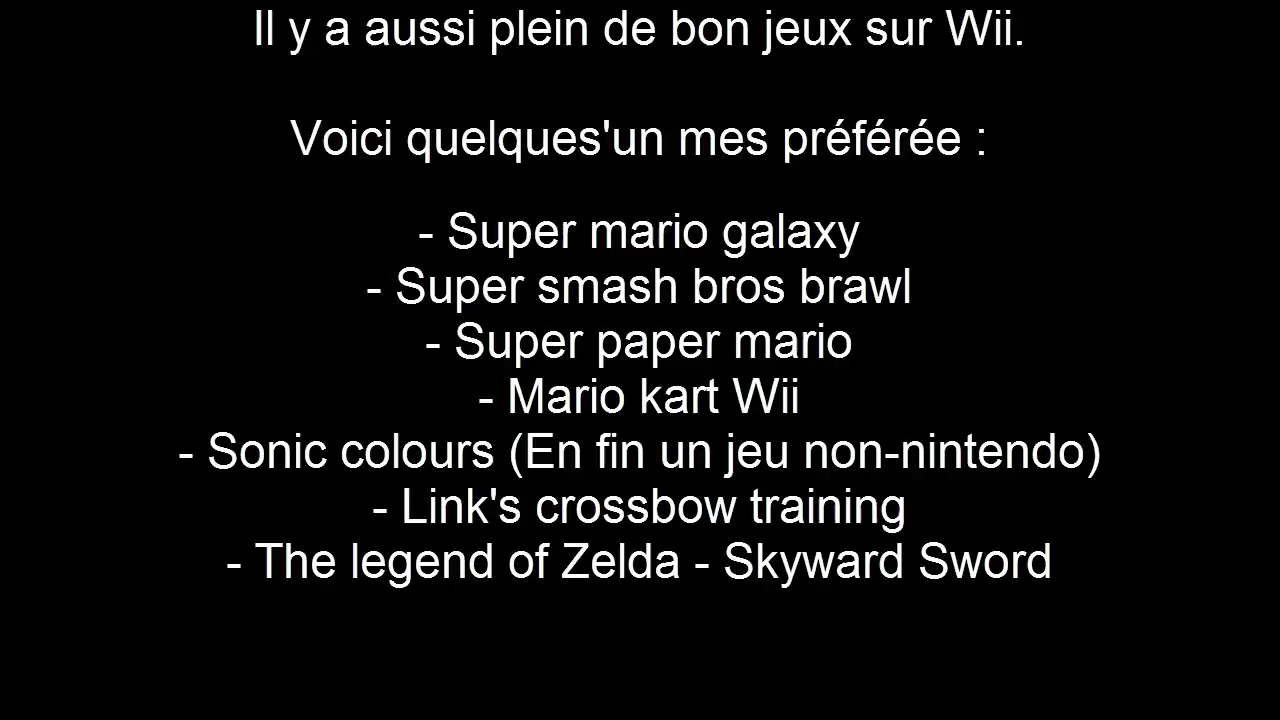 Il y a aussi plein de bon jeux sur Wii.
Voici quelques'un mes préférée :
- Super mario galaxy
- Super smash bros brawl
- Super paper mario
- Mario kart Wii
- Sonic colours (En fin un jeu non-nintendo)
- Link's crossbow training
- The legend of Zelda - Skyward Sword